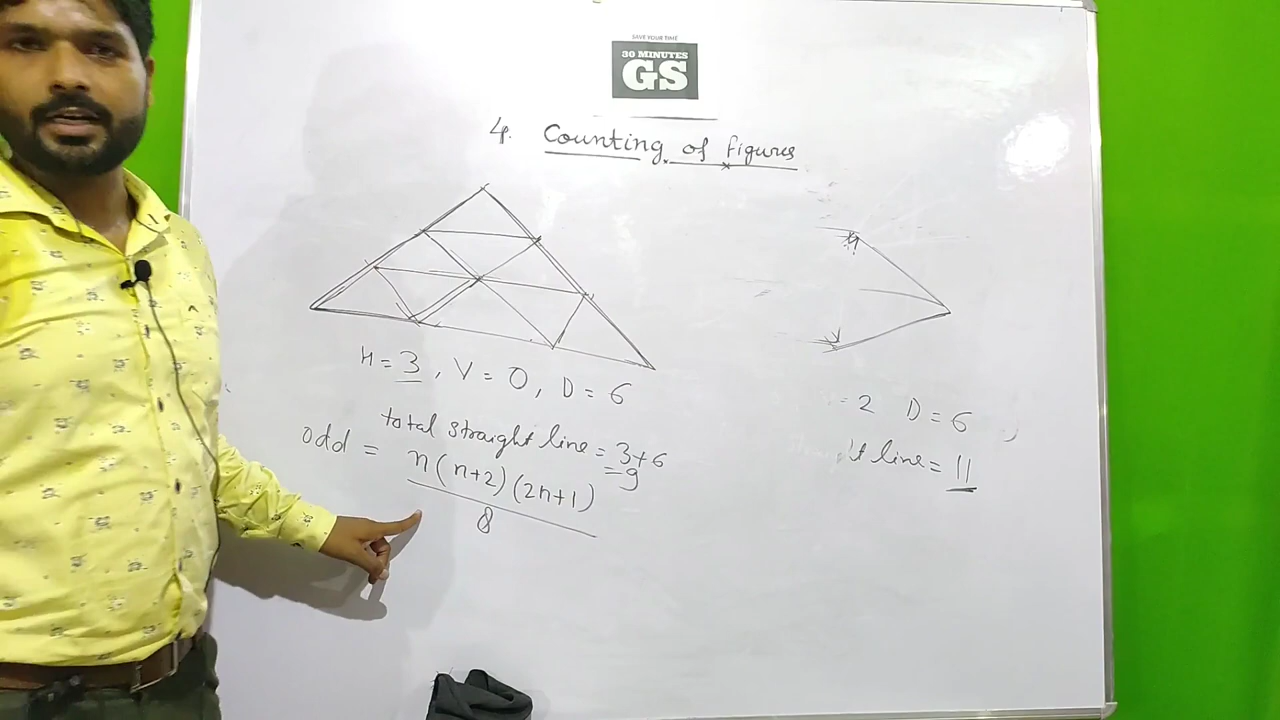 SAVE YOUR TIME
30 MINUTES
GS
4. Counting of figures
H = 3, V = 0, D = 6
total straight line = 3+6
= 9
odd = n(n+2)(2n+1)
8
= 2 D = 6
line = 11